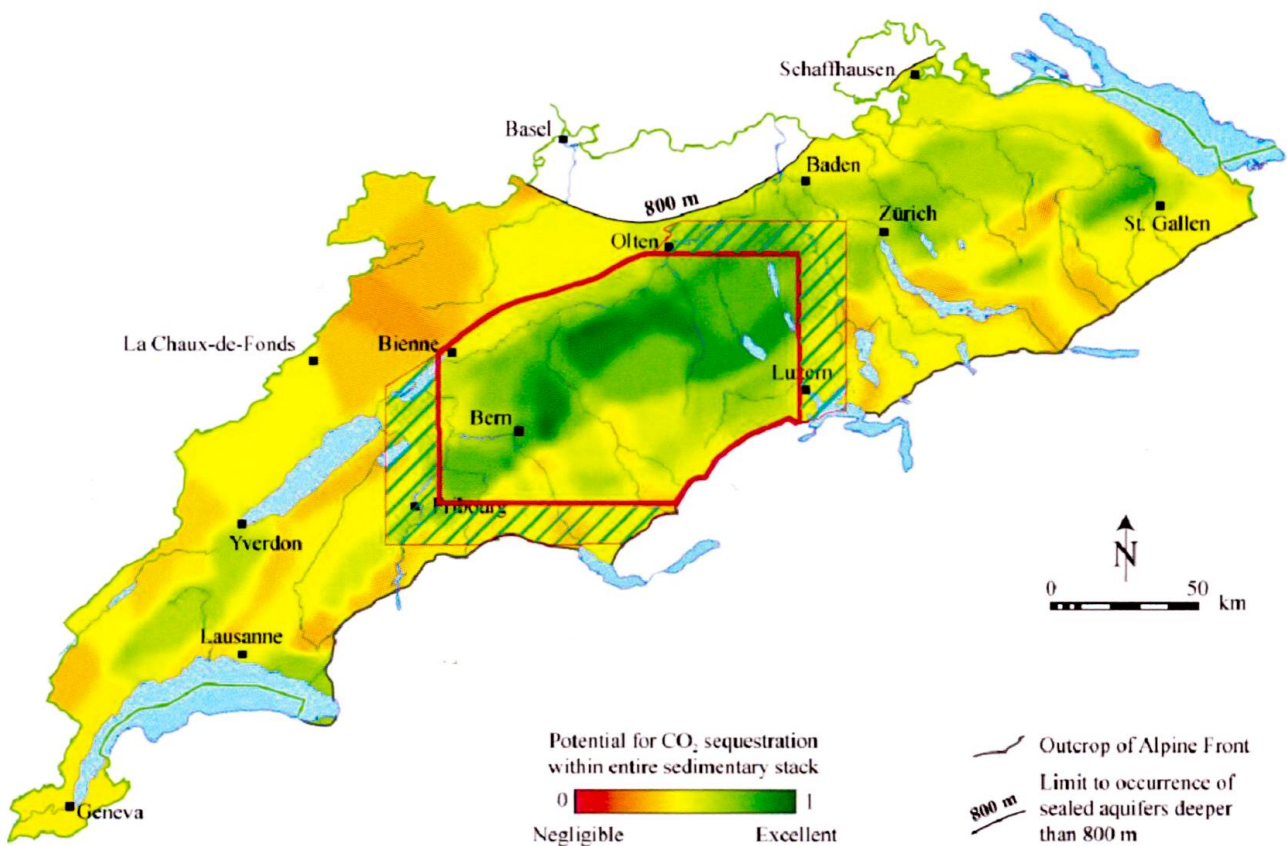 Schaffhausen
Basel
Baden
800 m
Zürich
St. Gallen
Olten
La Chaux-de-Fonds
Bienne
Luzern
Bern
Fribourg
Yverdon
N
0 50
km
Lausanne
Geneva
Potential for CO₂ sequestration
within entire sedimentary stack
0 1
Negligible Excellent
Outcrop of Alpine Front
800 m
Limit to occurrence of
sealed aquifers deeper
than 800 m